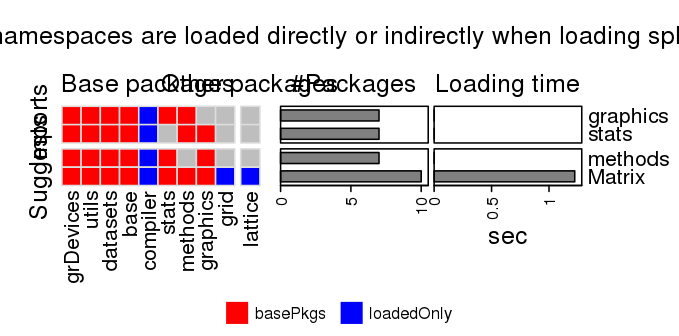 namespaces are loaded directly or indirectly when loading spl
Base packages
Other packages
#Packages
Loading time
Imports
Suggests
graphics
stats
methods
Matrix
grDevices
utils
datasets
base
compiler
stats
methods
graphics
grid
lattice
0
5
10
0
0.5
1
sec
basePkgs
loadedOnly